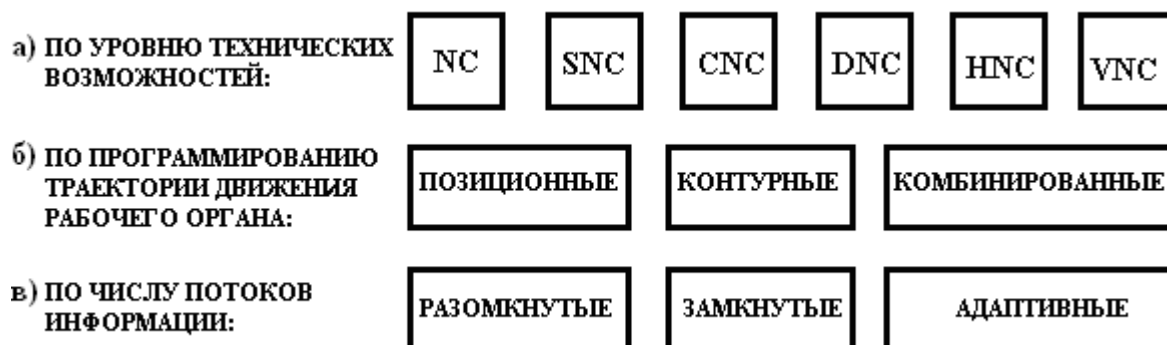 а) ПО УРОВНЮ ТЕХНИЧЕСКИХ
ВОЗМОЖНОСТЕЙ:
NC SNC CNC DNC HNC VNC
б) ПО ПРОГРАММИРОВАНИЮ
ТРАЕКТОРИИ ДВИЖЕНИЯ
РАБОЧЕГО ОРГАНА:
ПОЗИЦИОННЫЕ КОНТУРНЫЕ КОМБИНИРОВАННЫЕ
в) ПО ЧИСЛУ ПОТОКОВ
ИНФОРМАЦИИ:
РАЗОМКНУТЫЕ ЗАМКНУТЫЕ АДАПТИВНЫЕ